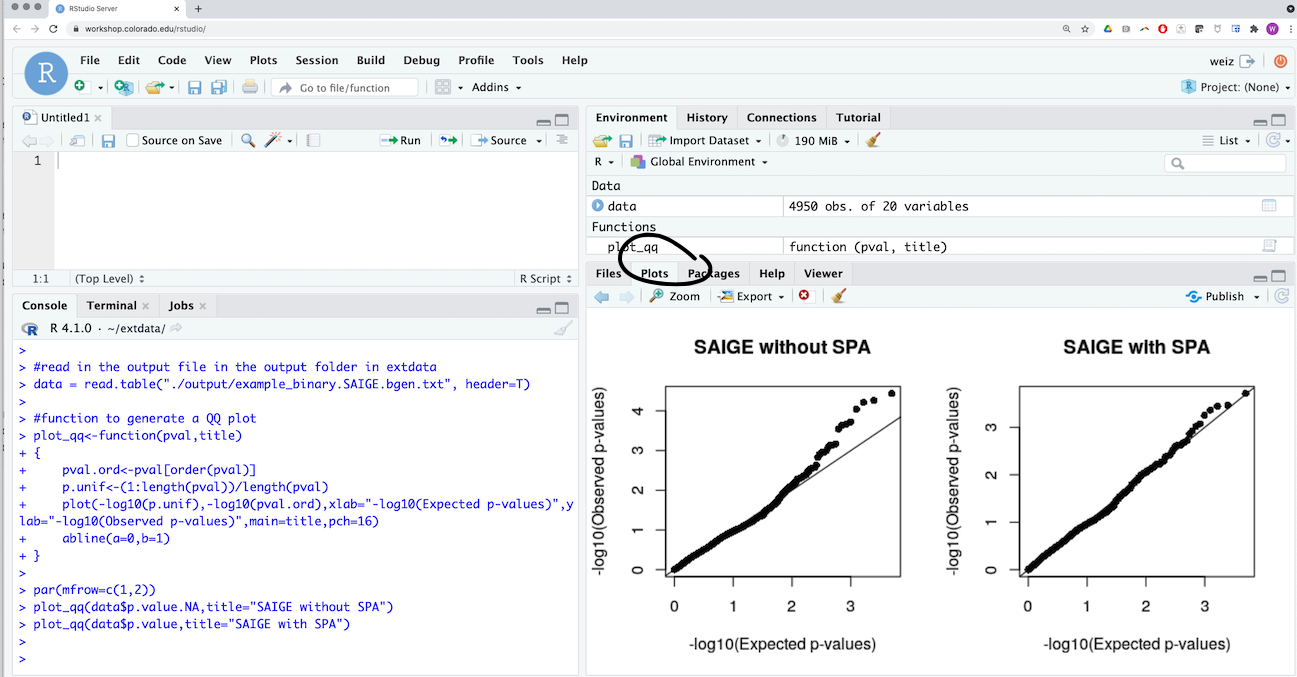 RStudio Server
workshop.colorado.edu/rstudio/
W
R
File Edit Code View Plots Session Build Debug Profile Tools Help
weiz
Go to file/function
Addins
Project: (None)
Untitled1
Source on Save
Run
Source
1
1:1
(Top Level)
R Script
Environment History Connections Tutorial
Import Dataset
190 MiB
List
R
Global Environment
Data
data
4950 obs. of 20 variables
Functions
plot_qq
function (pval, title)
Files Plots Packages Help Viewer
Zoom
Export
Publish
Console Terminal Jobs
R 4.1.0 · ~/extdata/
>
> #read in the output file in the output folder in extdata
> data = read.table("./output/example_binary.SAIGE.bgen.txt", header=T)
>
> #function to generate a QQ plot
> plot_qq<-function(pval,title)
+ {
+     pval.ord<-pval[order(pval)]
+     p.unif<-(1:length(pval))/length(pval)
+     plot(-log10(p.unif),-log10(pval.ord),xlab="-log10(Expected p-values)",y
lab="-log10(Observed p-values)",main=title,pch=16)
+     abline(a=0,b=1)
+ }
>
> par(mfrow=c(1,2))
> plot_qq(data$p.value.NA,title="SAIGE without SPA")
> plot_qq(data$p.value,title="SAIGE with SPA")
>
>
SAIGE without SPA
-log10(Observed p-values)
4
3
2
1
0
0 1 2 3
-log10(Expected p-values)
SAIGE with SPA
-log10(Observed p-values)
3
2
1
0
0 1 2 3
-log10(Expected p-values)